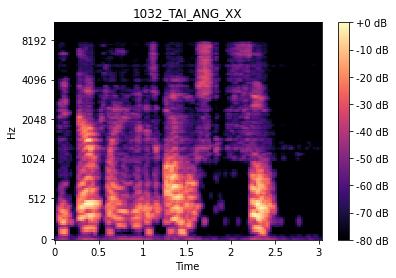 1032_TAI_ANG_XX
+0 dB
8192
-10 dB
4096
-20 dB
-30 dB
2048
-40 dB
Hz
1024
-50 dB
512
-60 dB
-70 dB
0
-80 dB
0 0.5 1 1.5 2 2.5 3
Time